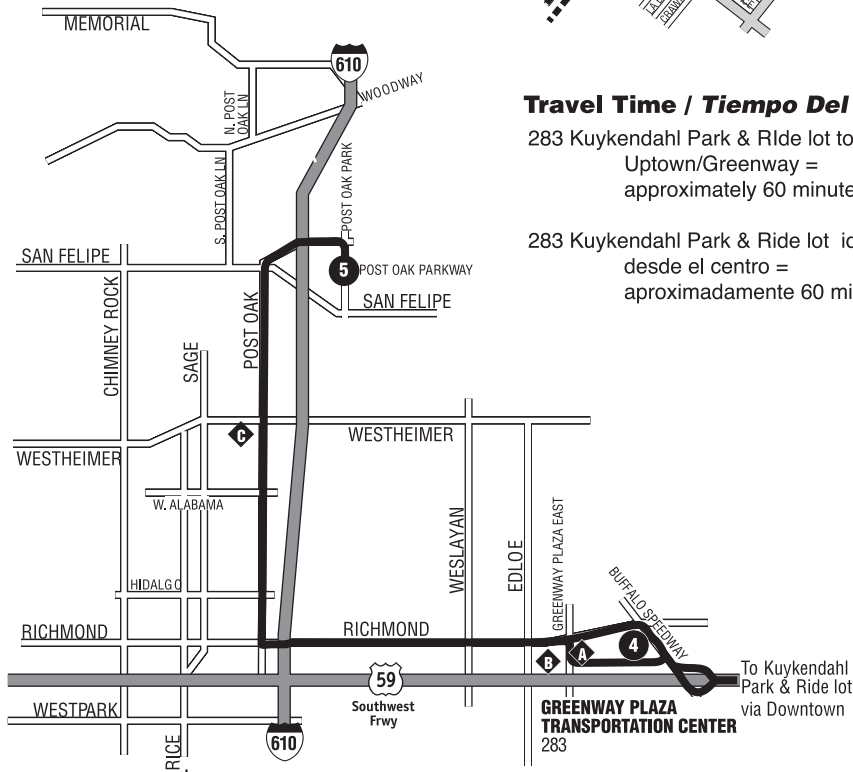 MEMORIAL
610
WOODWAY
N. POST
OAK LN
S. POST OAK LN
POST OAK PARK
Travel Time / Tiempo Del
283 Kuykendahl Park & RIde lot to
Uptown/Greenway =
approximately 60 minute
283 Kuykendahl Park & Ride lot
desde el centro =
aproximadamente 60 mi
SAN FELIPE
5
POST OAK PARKWAY
SAN FELIPE
CHIMNEY ROCK
SAGE
POST OAK
C
WESTHEIMER
WESTHEIMER
W. ALABAMA
WESLAYAN
EDLOE
GREENWAY PLAZA EAST
BUFFALO SPEEDWAY
HIDALGO
RICHMOND
RICHMOND
4
A
B
59
Southwest
Frwy
To Kuykendahl
Park & Ride lot
via Downtown
WESTPARK
GREENWAY PLAZA
TRANSPORTATION CENTER
283
610
RICE